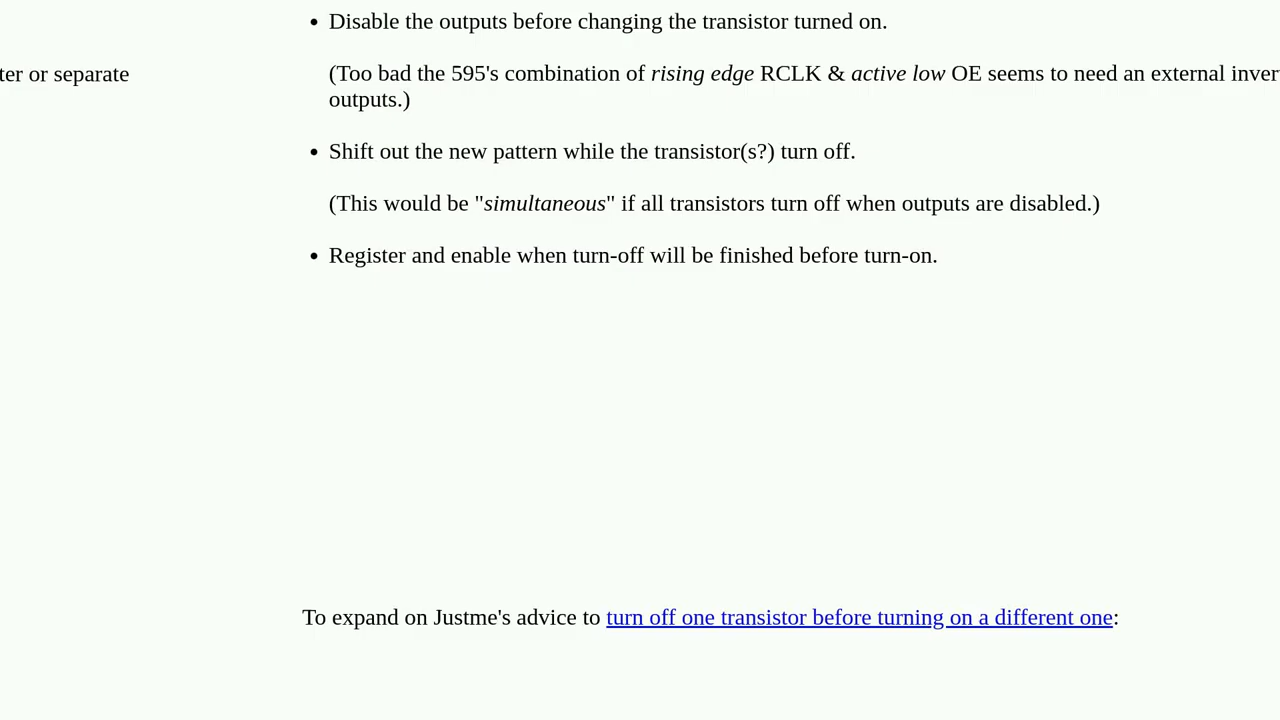 Disable the outputs before changing the transistor turned on.
ter or separate
(Too bad the 595's combination of rising edge RCLK & active low OE seems to need an external
outputs.)
Shift out the new pattern while the transistor(s?) turn off.
(This would be "simultaneous" if all transistors turn off when outputs are disabled.)
Register and enable when turn-off will be finished before turn-on.
To expand on Justme's advice to turn off one transistor before turning on a different one: